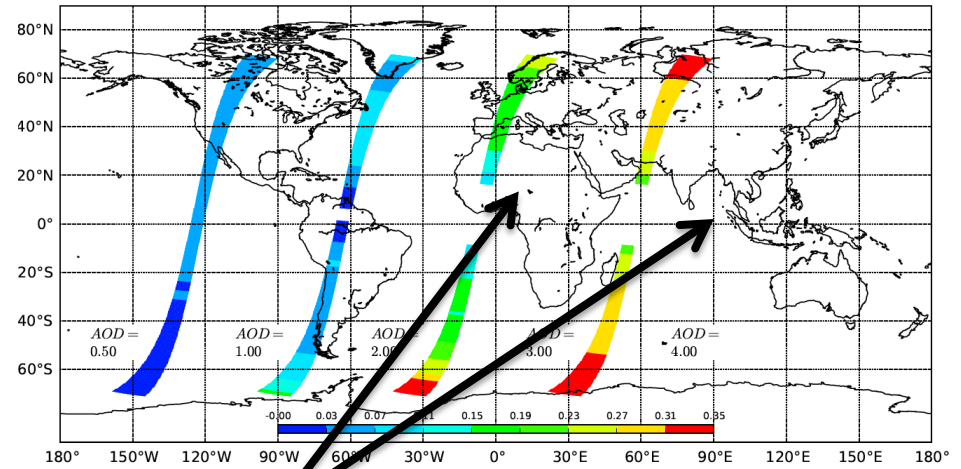 80°N
60°N
40°N
20°N
0°
20°S
40°S
60°S
AOD = 0.50
AOD = 1.00
AOD = 2.00
AOD = 3.00
AOD = 4.00
-0.00 0.03 0.07 0.15 0.19 0.23 0.27 0.31 0.35
180° 150°W 120°W 90°W 60°W 30°W 0° 30°E 60°E 90°E 120°E 150°E 180°